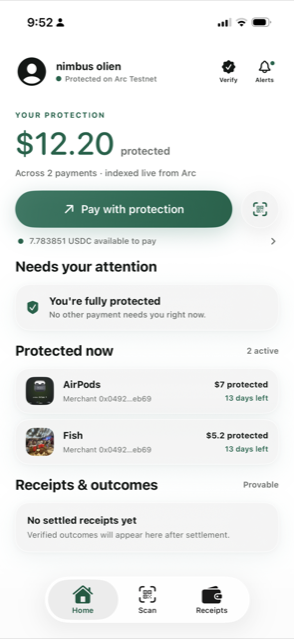 9:52
nimbus olien
Protected on Arc Testnet
Verify
Alerts
YOUR PROTECTION
$12.20 protected
Across 2 payments · indexed live from Arc
Pay with protection
7.783851 USDC available to pay
Needs your attention
You're fully protected
No other payment needs you right now.
Protected now
2 active
AirPods
$7 protected
Merchant 0x0492...eb69
13 days left
Fish
$5.2 protected
Merchant 0x0492...eb69
13 days left
Receipts & outcomes
Provable
No settled receipts yet
Verified outcomes will appear here after settlement.
Home
Scan
Receipts